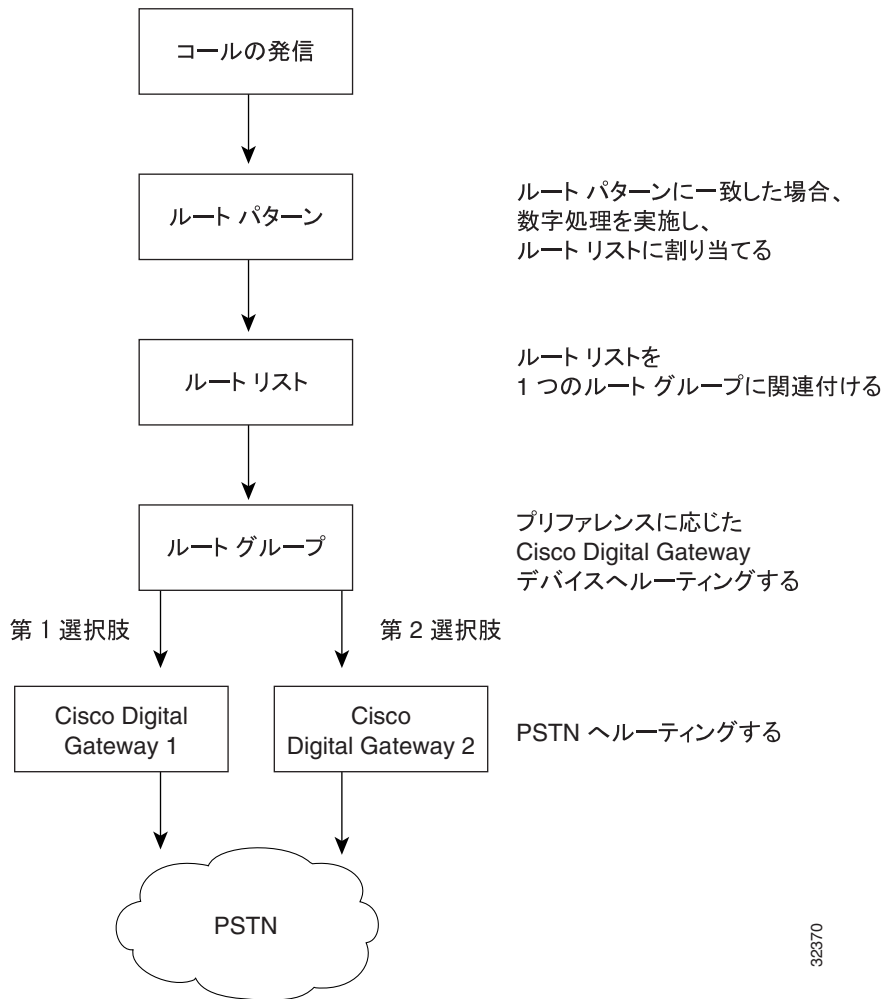 コールの発信
ルート パターン
ルート パターンに一致した場合、
数字処理を実施し、
ルート リストに割り当てる
ルート リスト
ルート リストを
1 つのルート グループに関連付ける
ルート グループ
プリファレンスに応じた
Cisco Digital Gateway
デバイスへルーティングする
第 1 選択肢
第 2 選択肢
Cisco Digital
Gateway 1
Cisco
Digital Gateway 2
PSTN へルーティングする
PSTN
32370